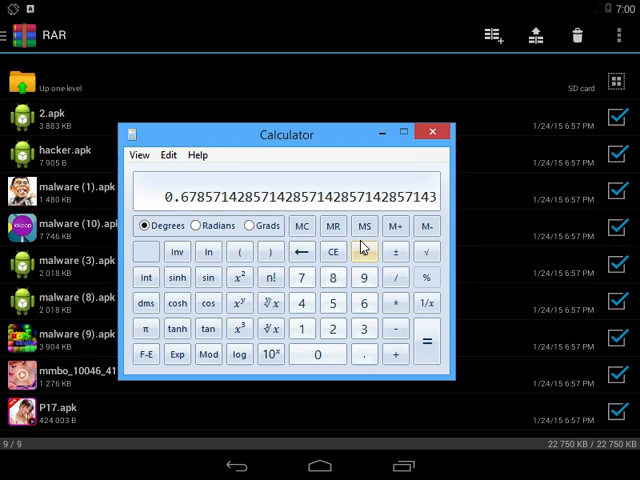 A 7:00
RAR
Up one level SD card
2.apk
3 883 KB 1/24/15 6:57 PM
hacker.apk
7 905 B 1/24/15 6:57 PM
malware (1).apk
1 480 KB 1/24/15 6:57 PM
malware (10).apk
7 746 KB 1/24/15 6:57 PM
malware (3).apk
2 018 KB 1/24/15 6:57 PM
malware (8).apk
2 018 KB 1/24/15 6:57 PM
malware (9).apk
3 904 KB 1/24/15 6:57 PM
mmbo_10046_41
1 276 KB 1/24/15 6:57 PM
P17.apk
424 003 B 1/24/15 6:57 PM
9 / 9 22 750 KB / 22 750 KB
Calculator
View Edit Help
0.67857142857142857142857142857143
Degrees Radians Grads MC MR MS M+ M-
Inv ln ( ) ← CE ± √
Int sinh sin x² n! 7 8 9 / %
dms cosh cos xʸ ʸ√x 4 5 6 * 1/x
π tanh tan x³ ³√x 1 2 3 - =
F-E Exp Mod log 10ˣ 0 . +